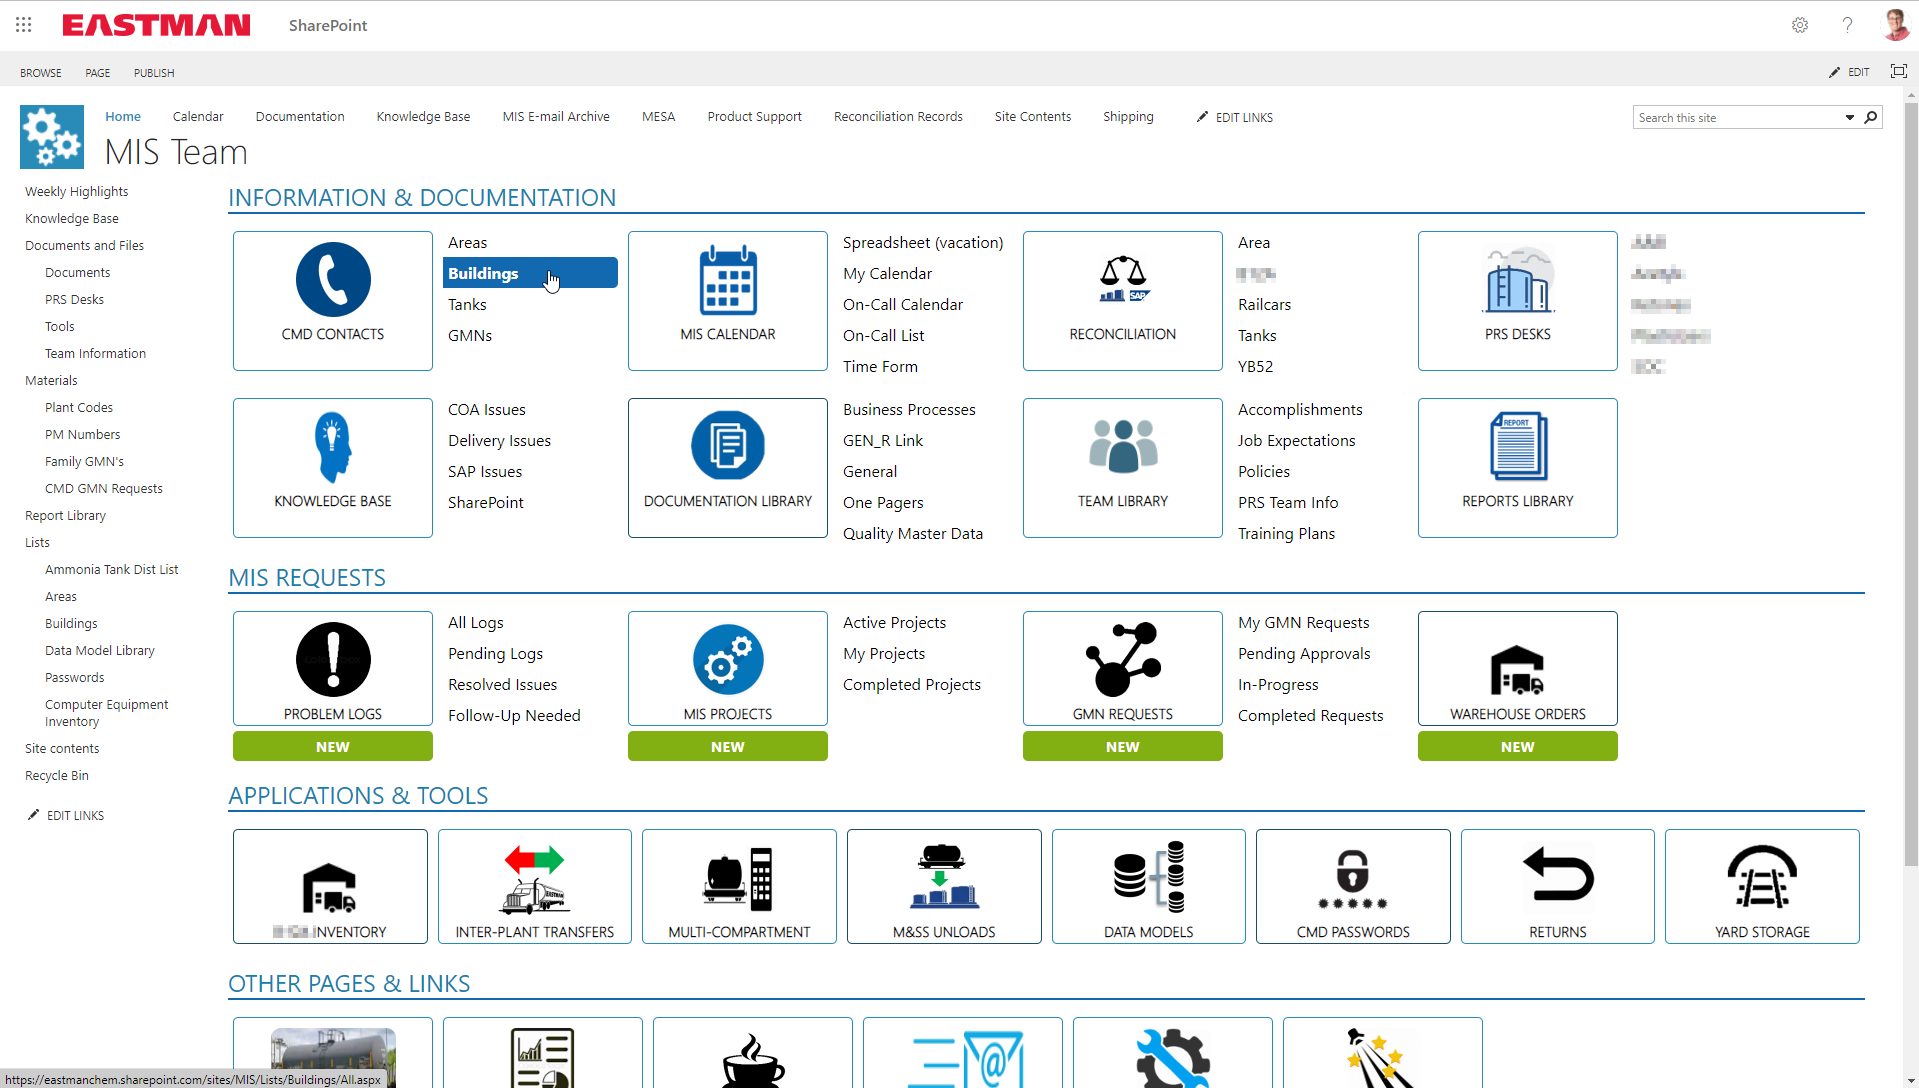 EASTMAN
SharePoint
BROWSE PAGE PUBLISH
EDIT
Home Calendar Documentation Knowledge Base MIS E-mail Archive MESA Product Support Reconciliation Records Site Contents Shipping EDIT LINKS
Search this site
MIS Team
Weekly Highlights
Knowledge Base
Documents and Files
Documents
PRS Desks
Tools
Team Information
Materials
Plant Codes
PM Numbers
Family GMN's
CMD GMN Requests
Report Library
Lists
Ammonia Tank Dist List
Areas
Buildings
Data Model Library
Passwords
Computer Equipment
Inventory
Site contents
Recycle Bin
EDIT LINKS
INFORMATION & DOCUMENTATION
CMD CONTACTS
Areas
Buildings
Tanks
GMNs
MIS CALENDAR
Spreadsheet (vacation)
My Calendar
On-Call Calendar
On-Call List
Time Form
SAP
RECONCILIATION
Area
Railcars
Tanks
YB52
PRS DESKS
KNOWLEDGE BASE
COA Issues
Delivery Issues
SAP Issues
SharePoint
DOCUMENTATION LIBRARY
Business Processes
GEN_R Link
General
One Pagers
Quality Master Data
TEAM LIBRARY
Accomplishments
Job Expectations
Policies
PRS Team Info
Training Plans
REPORT
REPORTS LIBRARY
MIS REQUESTS
PROBLEM LOGS
NEW
All Logs
Pending Logs
Resolved Issues
Follow-Up Needed
MIS PROJECTS
NEW
Active Projects
My Projects
Completed Projects
GMN REQUESTS
NEW
My GMN Requests
Pending Approvals
In-Progress
Completed Requests
WAREHOUSE ORDERS
NEW
APPLICATIONS & TOOLS
INVENTORY
EASTMAN
INTER-PLANT TRANSFERS
MULTI-COMPARTMENT
M&SS UNLOADS
DATA MODELS
CMD PASSWORDS
RETURNS
YARD STORAGE
OTHER PAGES & LINKS
@
https://eastmanchem.sharepoint.com/sites/MIS/Lists/Buildings/All.aspx